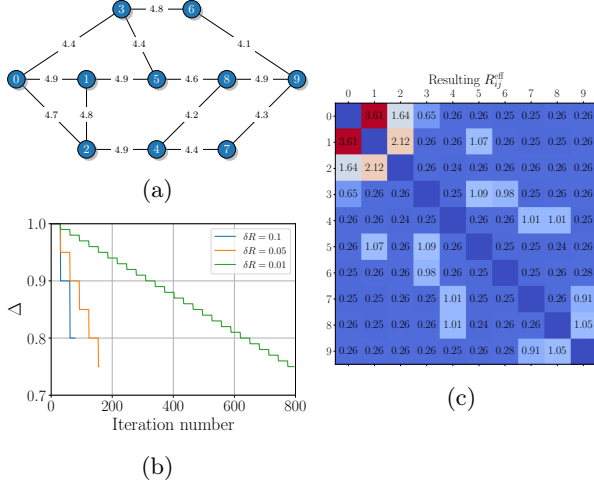 3 4.8 6
4.4 4.4 4.1
0 4.9 1 4.9 5 4.6 8 4.9 9
4.7 4.8 4.2 4.3
2 4.9 4 4.4 7
(a)
1.0
0.9
0.8
0.7
Δ
0 200 400 600 800
Iteration number
δR = 0.1
δR = 0.05
δR = 0.01
(b)
Resulting R_{ij}^{eff}
0 1 2 3 4 5 6 7 8 9
0 3.61 1.64 0.65 0.26 0.26 0.25 0.25 0.26 0.26
1 3.61 2.12 0.26 0.26 1.07 0.26 0.25 0.25 0.25
2 1.64 2.12 0.26 0.24 0.26 0.26 0.26 0.26 0.26
3 0.65 0.26 0.26 0.25 1.09 0.98 0.25 0.26 0.26
4 0.26 0.26 0.24 0.25 0.26 0.26 1.01 1.01 0.25
5 0.26 1.07 0.26 1.09 0.26 0.25 0.25 0.24 0.26
6 0.25 0.26 0.26 0.98 0.26 0.25 0.26 0.26 0.28
7 0.25 0.25 0.26 0.25 1.01 0.25 0.26 0.26 0.91
8 0.26 0.25 0.26 0.26 1.01 0.24 0.26 0.26 1.05
9 0.26 0.25 0.26 0.26 0.25 0.26 0.28 0.91 1.05
(c)